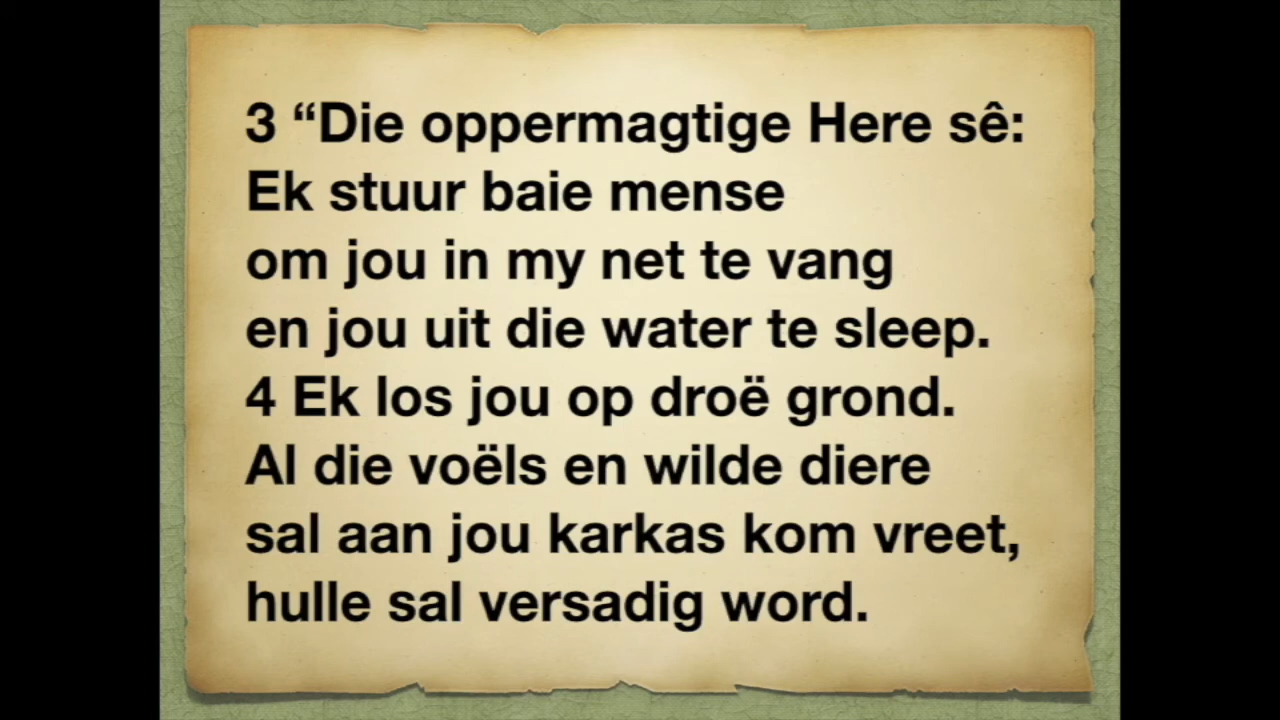 3 “Die oppermagtige Here sê:
Ek stuur baie mense
om jou in my net te vang
en jou uit die water te sleep.
4 Ek los jou op droë grond.
Al die voëls en wilde diere
sal aan jou karkas kom vreet,
hulle sal versadig word.